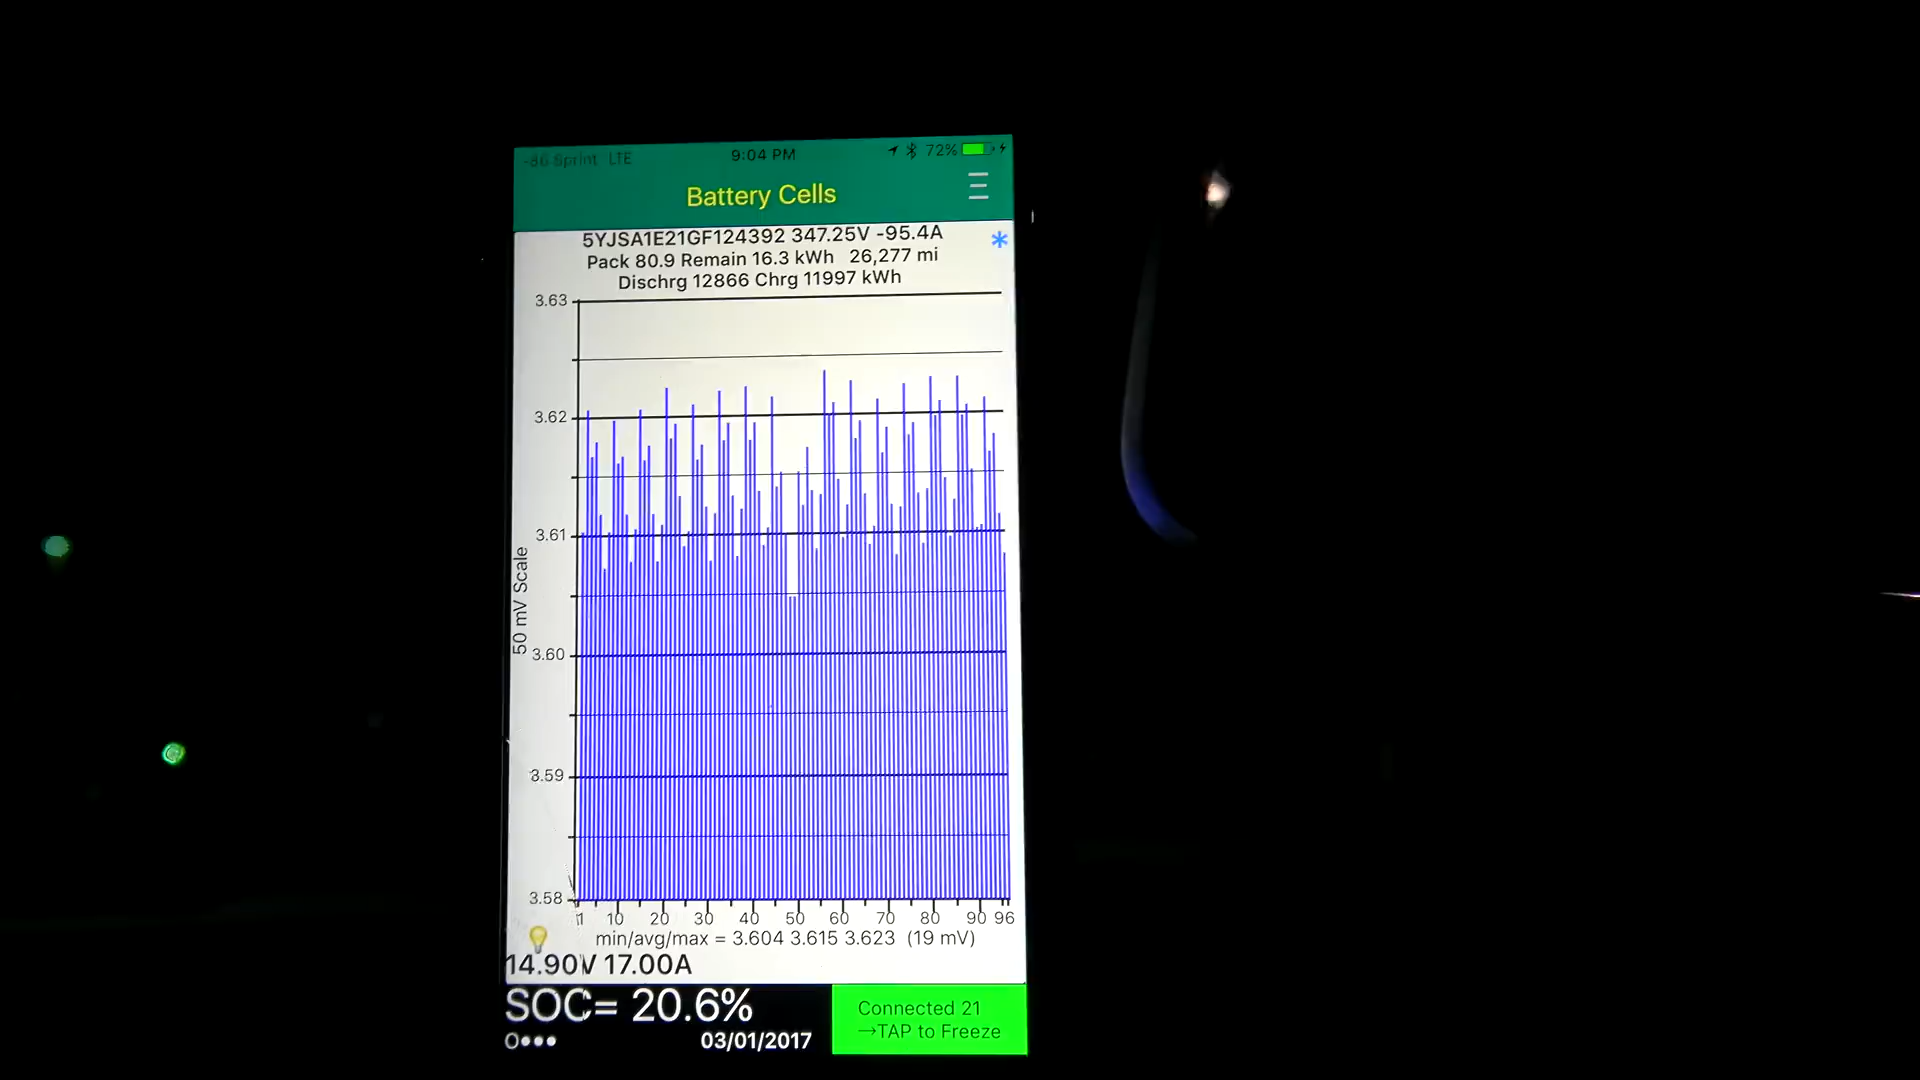 -86 Sprint LTE 9:04 PM 72%
Battery Cells
5YJSA1E21GF124392 347.25V -95.4A
Pack 80.9 Remain 16.3 kWh 26,277 mi
Dischrg 12866 Chrg 11997 kWh
3.63
3.62
3.61
3.60
3.59
3.58
50 mV Scale
1 10 20 30 40 50 60 70 80 90 96
min/avg/max = 3.604 3.615 3.623 (19 mV)
14.90V 17.00A
SOC= 20.6%
03/01/2017
Connected 21
→TAP to Freeze